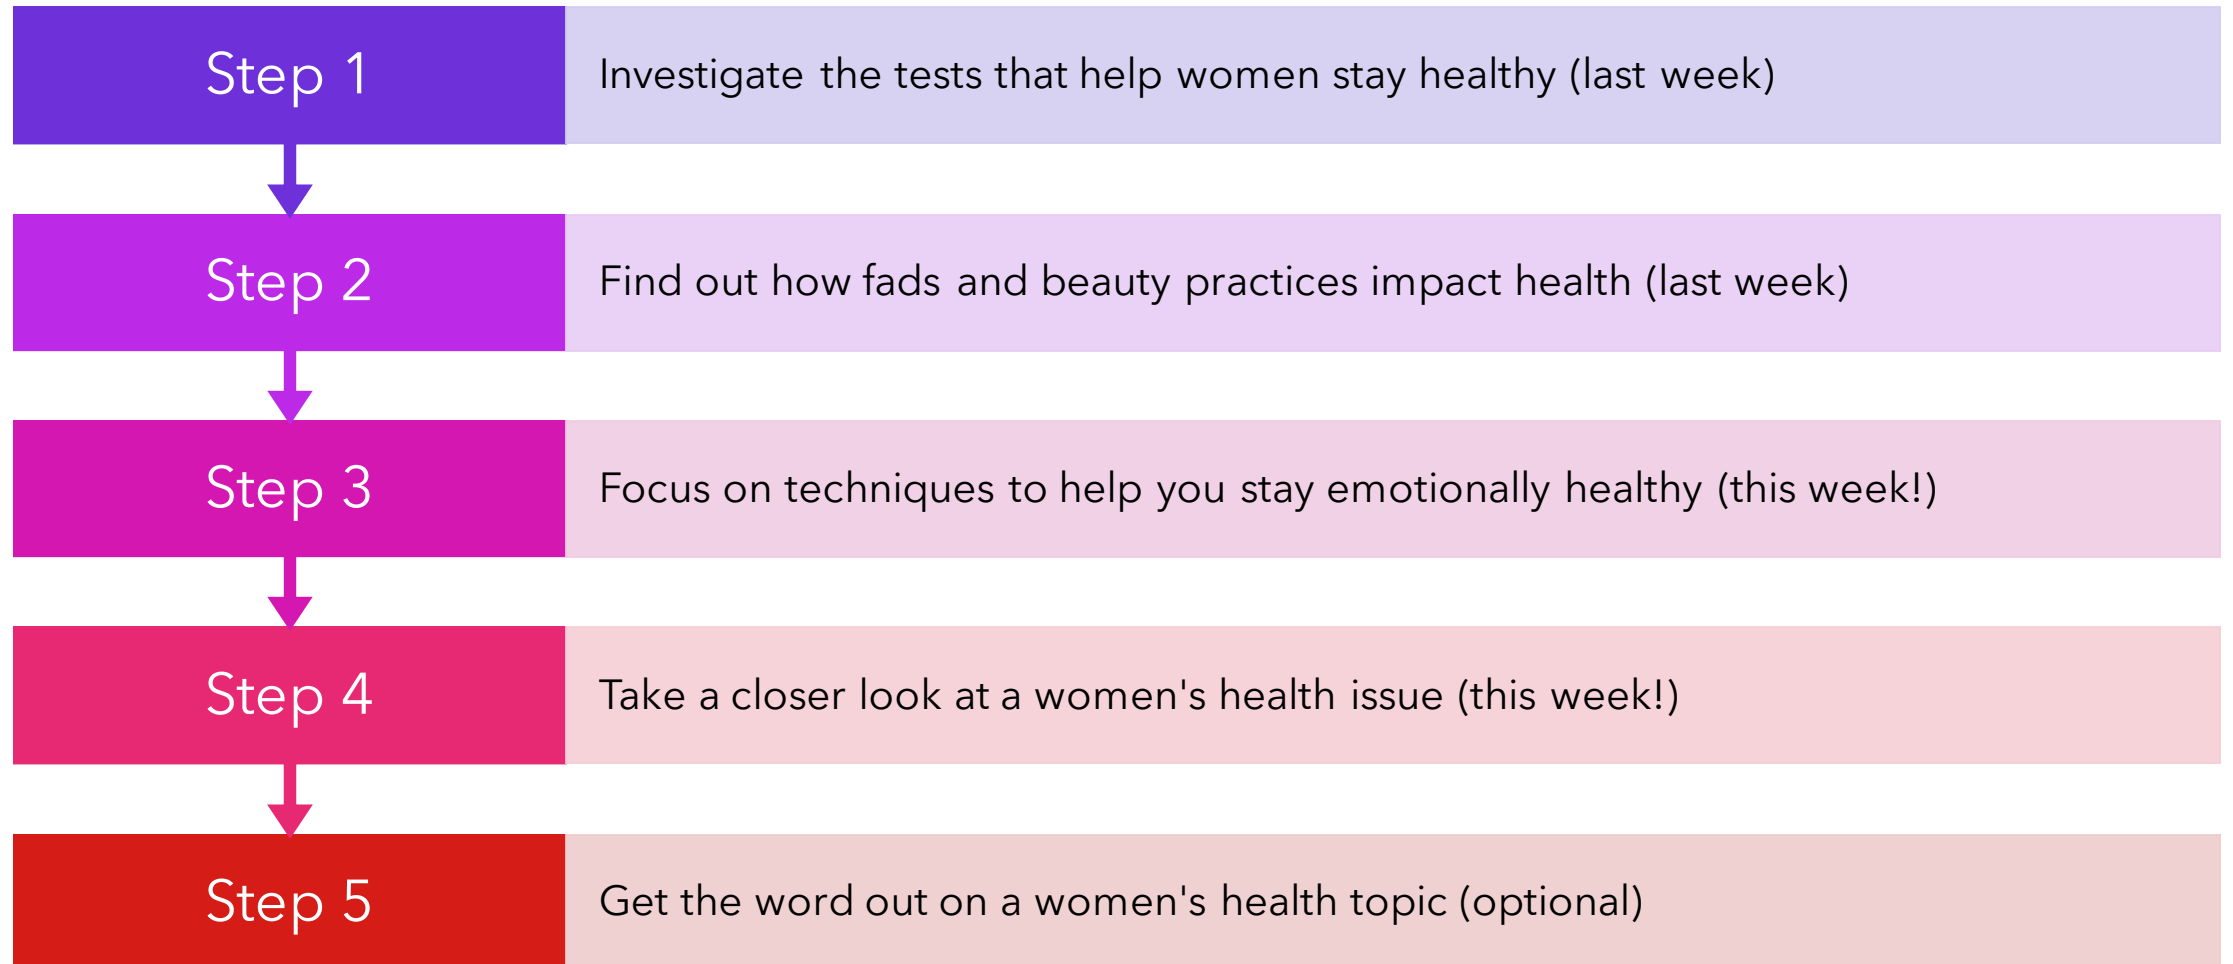 Step 1
Investigate the tests that help women stay healthy (last week)
Step 2
Find out how fads and beauty practices impact health (last week)
Step 3
Focus on techniques to help you stay emotionally healthy (this week!)
Step 4
Take a closer look at a women's health issue (this week!)
Step 5
Get the word out on a women's health topic (optional)